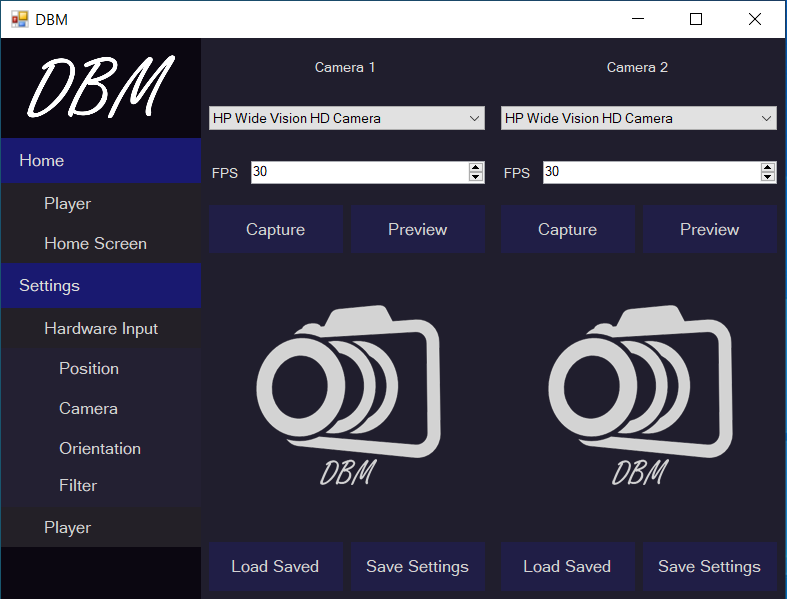 DBM
DBM
Home
Player
Home Screen
Settings
Hardware Input
Position
Camera
Orientation
Filter
Player
Camera 1
HP Wide Vision HD Camera
FPS 30
Capture Preview
DBM
Load Saved Save Settings
Camera 2
HP Wide Vision HD Camera
FPS 30
Capture Preview
DBM
Load Saved Save Settings